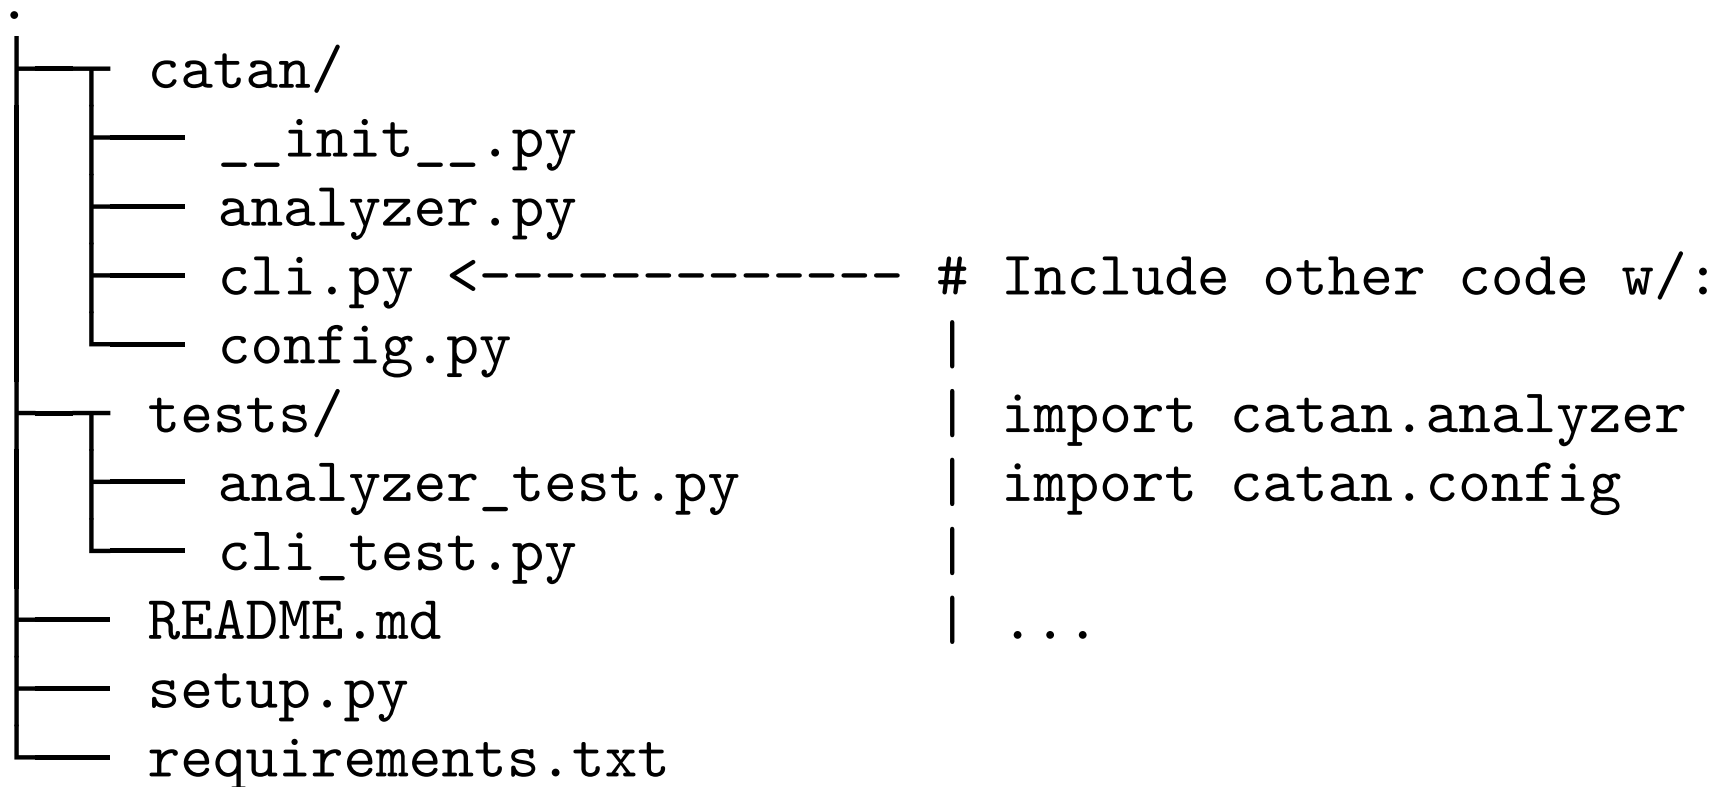 .
catan/
__init__.py
analyzer.py
cli.py <------------- # Include other code w/:
config.py |
tests/ | import catan.analyzer
analyzer_test.py | import catan.config
cli_test.py |
README.md | ...
setup.py
requirements.txt